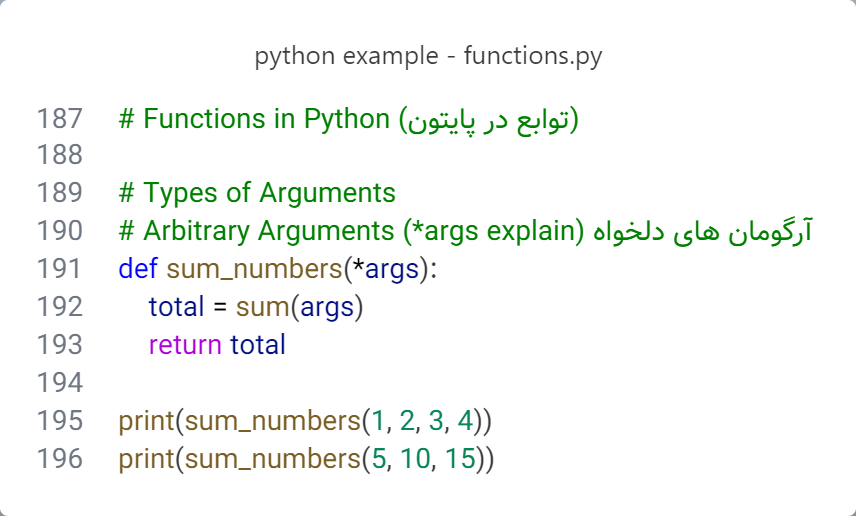 python example - functions.py
187 # Functions in Python (توابع در پایتون)
188
189 # Types of Arguments
190 # Arbitrary Arguments (*args explain) آرگومان های دلخواه
191 def sum_numbers(*args):
192     total = sum(args)
193     return total
194
195 print(sum_numbers(1, 2, 3, 4))
196 print(sum_numbers(5, 10, 15))